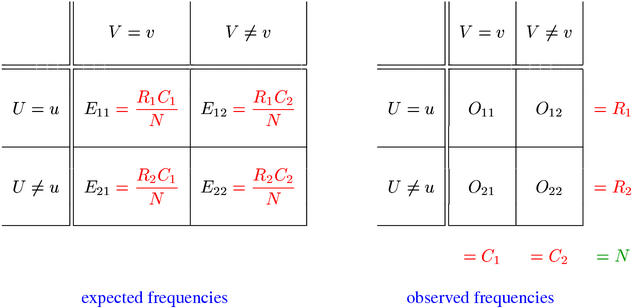 V = v V ≠ v V = v V ≠ v
U = u E₁₁ = R₁C₁/N E₁₂ = R₁C₂/N U = u O₁₁ O₁₂ = R₁
U ≠ u E₂₁ = R₂C₁/N E₂₂ = R₂C₂/N U ≠ u O₂₁ O₂₂ = R₂
= C₁ = C₂ = N
expected frequencies observed frequencies